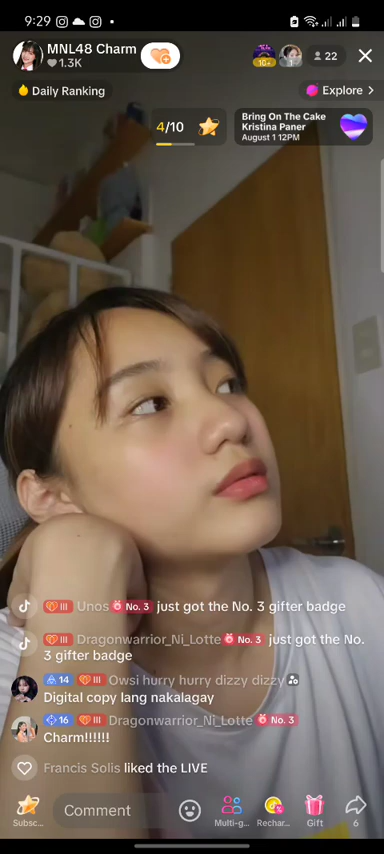 9:29
MNL48 Charm
1.3K
10+
1
22
Daily Ranking
Explore
4/10
Bring On The Cake
Kristina Paner
August 1 12PM
III Unos No. 3 just got the No. 3 gifter badge
III Dragonwarrior_Ni_Lotte No. 3 just got the No.
3 gifter badge
14 III Owsi hurry hurry dizzy dizzy
Digital copy lang nakalagay
16 III Dragonwarrior_Ni_Lotte No. 3
Charm!!!!!!
Francis Solis liked the LIVE
Comment
Subsc...
Multi-g...
Rechar...
Gift
6